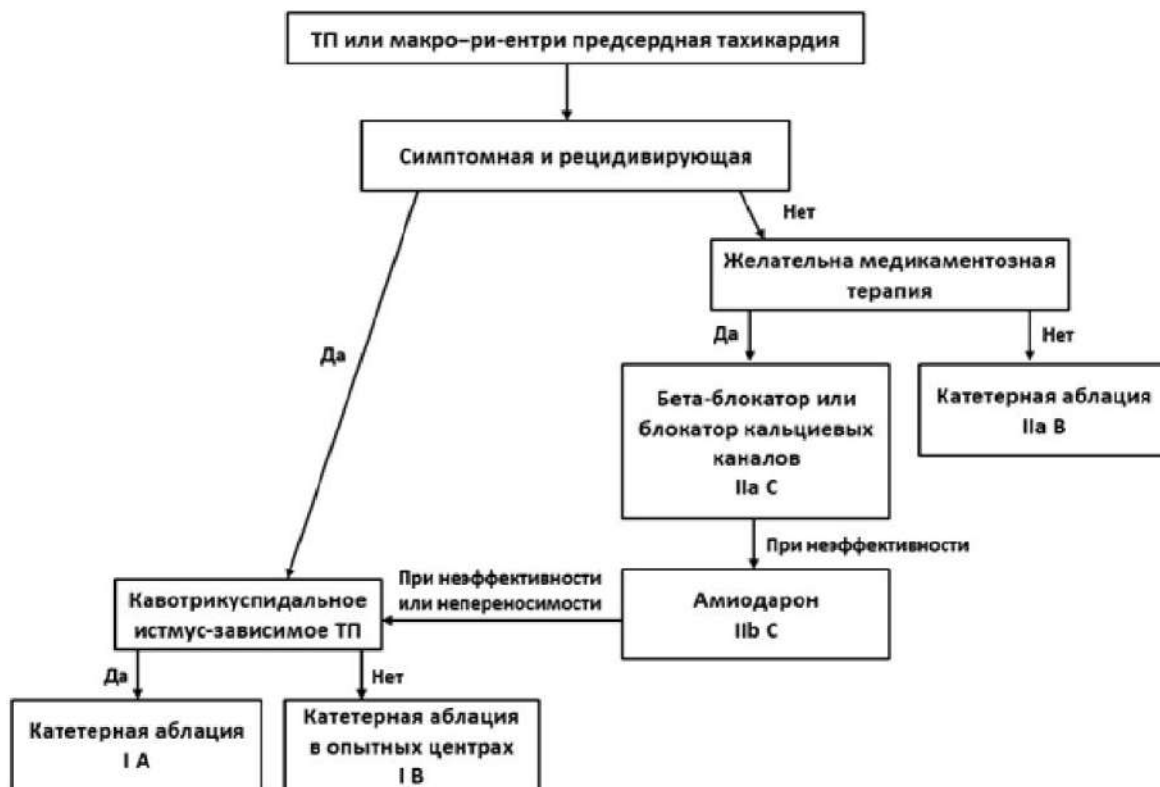 ТП или макро–ри-ентри предсердная тахикардия
Симптомная и рецидивирующая
Нет
Желательна медикаментозная
терапия
Да
Да
Нет
Бета-блокатор или
блокатор кальциевых
каналов
IIa C
Катетерная аблация
IIa B
При неэффективности
Амиодарон
IIb C
При неэффективности
или непереносимости
Кавотрикуспидальное
истмус-зависимое ТП
Да
Нет
Катетерная аблация
I A
Катетерная аблация
в опытных центрах
I B